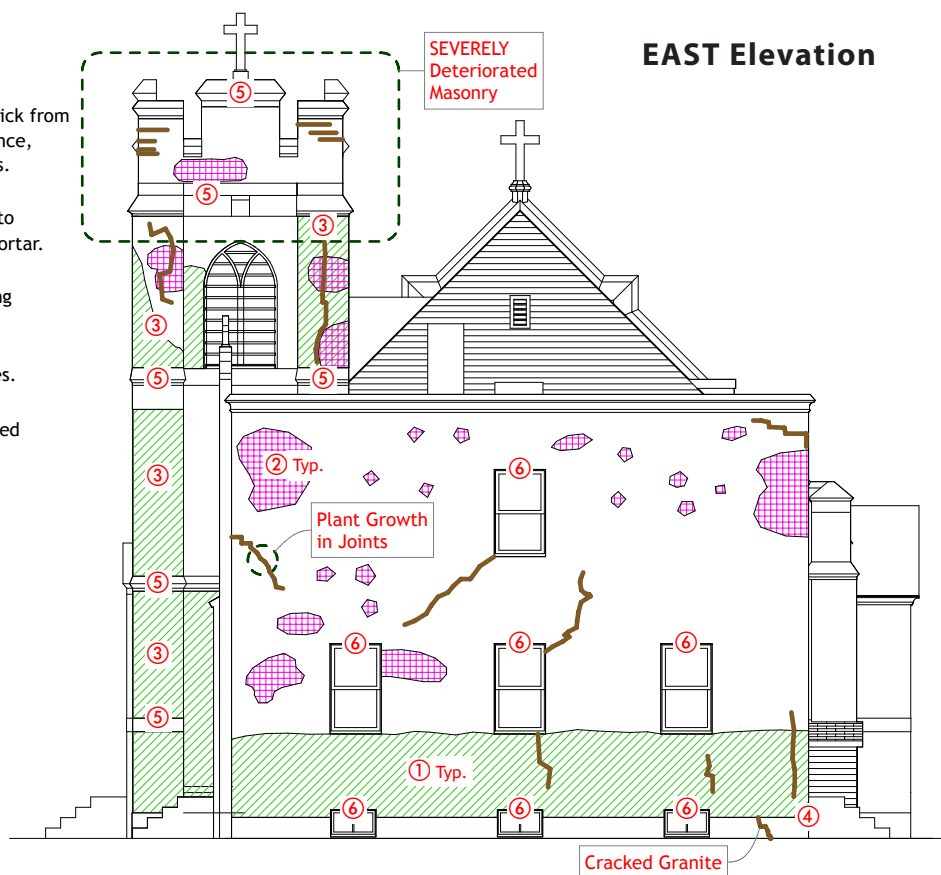 EAST Elevation
SEVERELY
Deteriorated
Masonry
ick from
nce,
s.
to
ortar.
ng
es.
ed
⑤
⑤
③
③
⑤
⑤
② Typ.
⑥
③
Plant Growth
in Joints
⑤
③
⑥
⑥
⑥
⑤
① Typ.
⑥
⑥
⑥
④
Cracked Granite